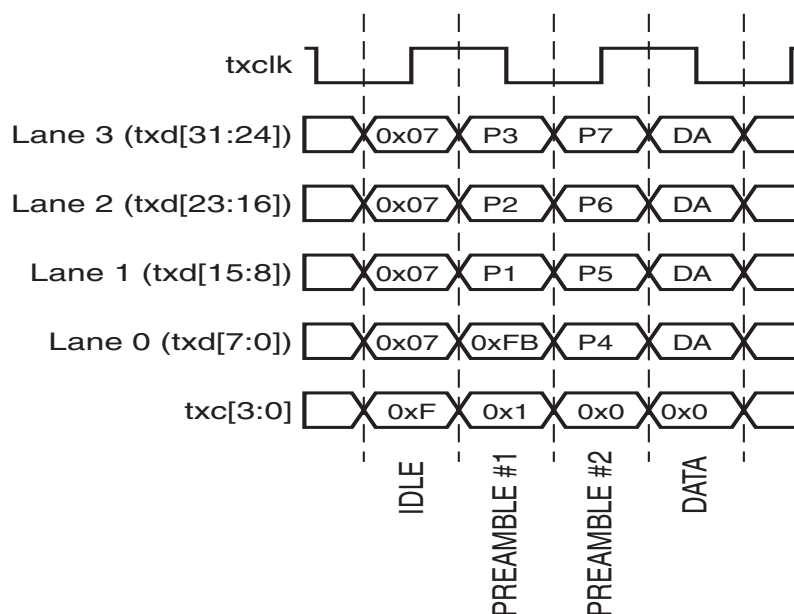 txclk
Lane 3 (txd[31:24]) 0x07 P3 P7 DA
Lane 2 (txd[23:16]) 0x07 P2 P6 DA
Lane 1 (txd[15:8]) 0x07 P1 P5 DA
Lane 0 (txd[7:0]) 0x07 0xFB P4 DA
txc[3:0] 0xF 0x1 0x0 0x0
IDLE
PREAMBLE #1
PREAMBLE #2
DATA